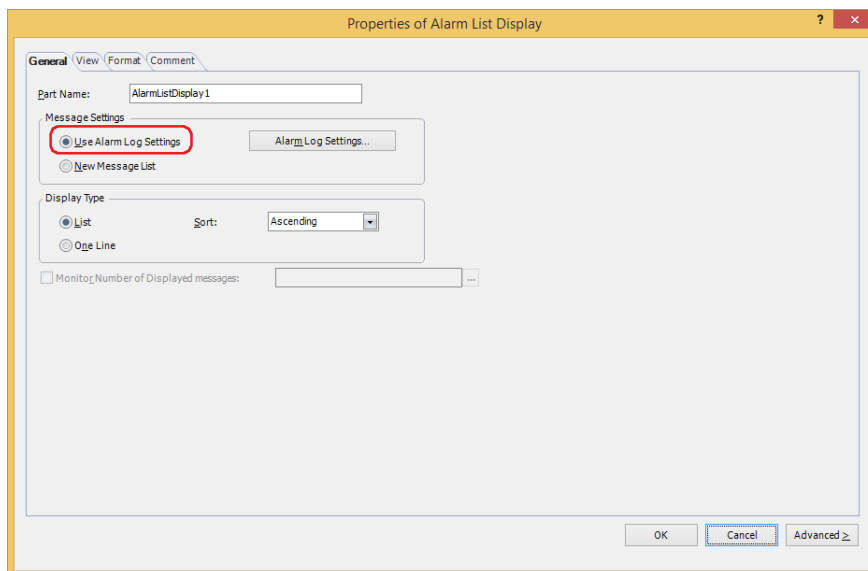 Properties of Alarm List Display ? ×
General View Format Comment
Part Name: AlarmListDisplay1
Message Settings
Use Alarm Log Settings Alarm Log Settings...
New Message List
Display Type
List Sort: Ascending
One Line
Monitor Number of Displayed messages: ...
OK Cancel Advanced >